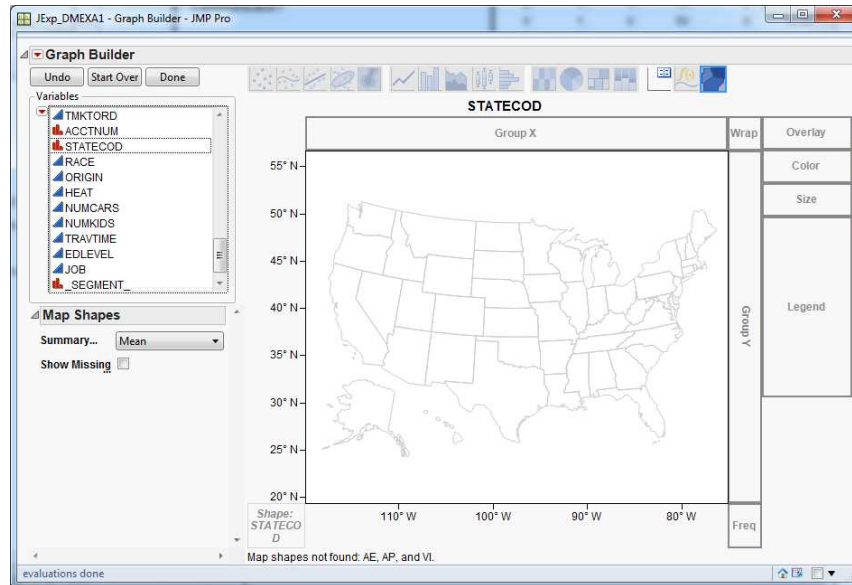 JExp_DMEXA1 - Graph Builder - JMP Pro
Graph Builder
Undo Start Over Done
Variables
TMKTORD
ACCTNUM
STATECOD
RACE
ORIGIN
HEAT
NUMCARS
NUMKIDS
TRAVTIME
EDLEVEL
JOB
_SEGMENT_
Map Shapes
Summary... Mean
Show Missing
STATECOD
Group X
Wrap
Overlay
Color
Size
Legend
Group Y
55° N
50° N
45° N
40° N
35° N
30° N
25° N
20° N
110° W 100° W 90° W 80° W
Shape:
STATECO
D
Freq
Map shapes not found: AE, AP, and VI.
evaluations done